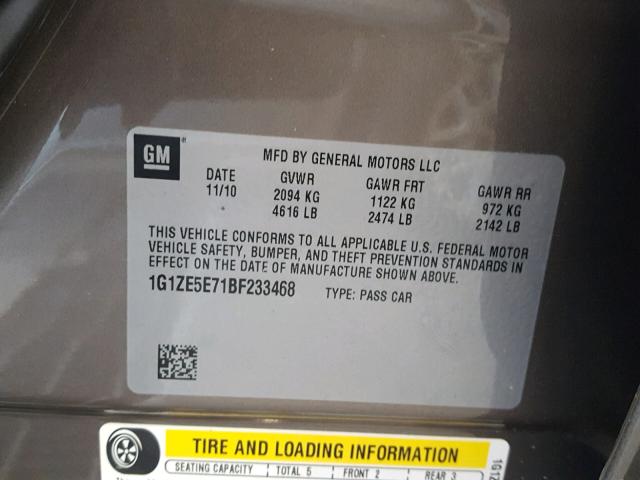 GM
MFD BY GENERAL MOTORS LLC
DATE GVWR GAWR FRT GAWR RR
11/10 2094 KG 1122 KG 972 KG
4616 LB 2474 LB 2142 LB
THIS VEHICLE CONFORMS TO ALL APPLICABLE U.S. FEDERAL MOTOR
VEHICLE SAFETY, BUMPER, AND THEFT PREVENTION STANDARDS IN
EFFECT ON THE DATE OF MANUFACTURE SHOWN ABOVE.
1G1ZE5E71BF233468 TYPE: PASS CAR
TIRE AND LOADING INFORMATION
SEATING CAPACITY TOTAL 5 FRONT 2 REAR 3
1G1Z